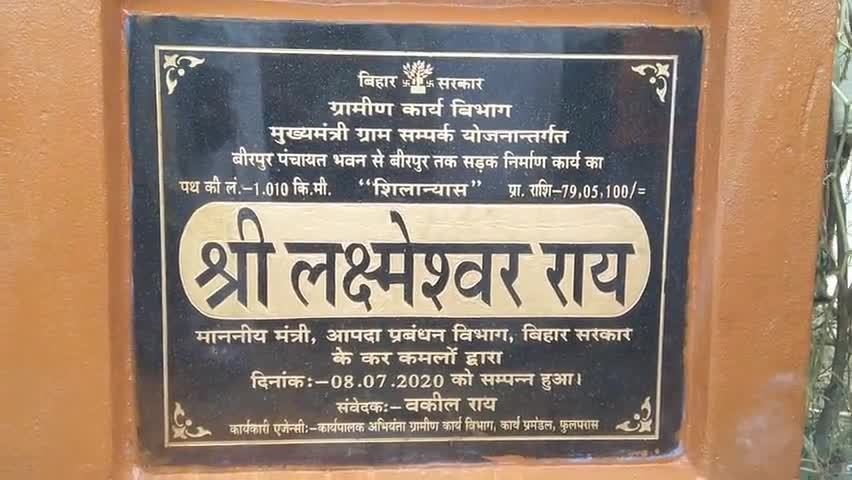 बिहार सरकार
ग्रामीण कार्य विभाग
मुख्यमंत्री ग्राम सम्पर्क योजनान्तर्गत
बीरपुर पंचायत भवन से बीरपुर तक सड़क निर्माण कार्य का
पथ की लं.-1.010 कि.मी. "शिलान्यास" प्रा. राशि-79,05,100/=
श्री लक्ष्मेश्वर राय
माननीय मंत्री, आपदा प्रबंधन विभाग, बिहार सरकार
के कर कमलों द्वारा
दिनांक:-08.07.2020 को सम्पन्न हुआ।
संवेदक:-वकील राय
कार्यकारी एजेन्सी:-कार्यपालक अभियंता ग्रामीण कार्य विभाग, कार्य प्रमंडल, फुलपरास